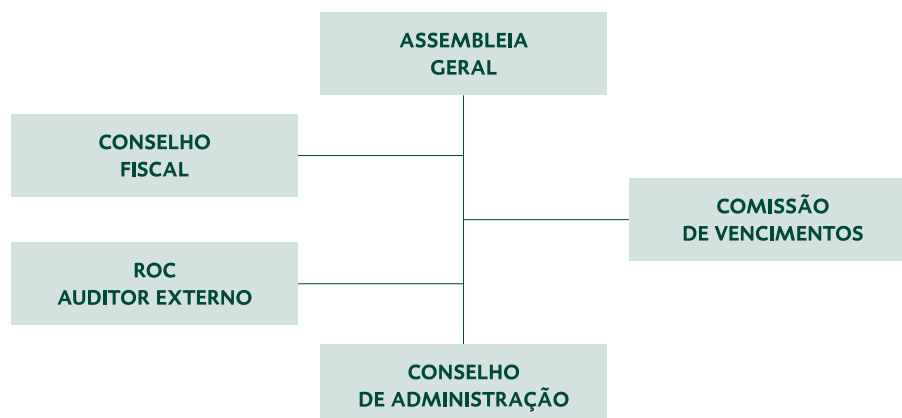 ASSEMBLEIA
GERAL
CONSELHO
FISCAL
COMISSÃO
DE VENCIMENTOS
ROC
AUDITOR EXTERNO
CONSELHO
DE ADMINISTRAÇÃO